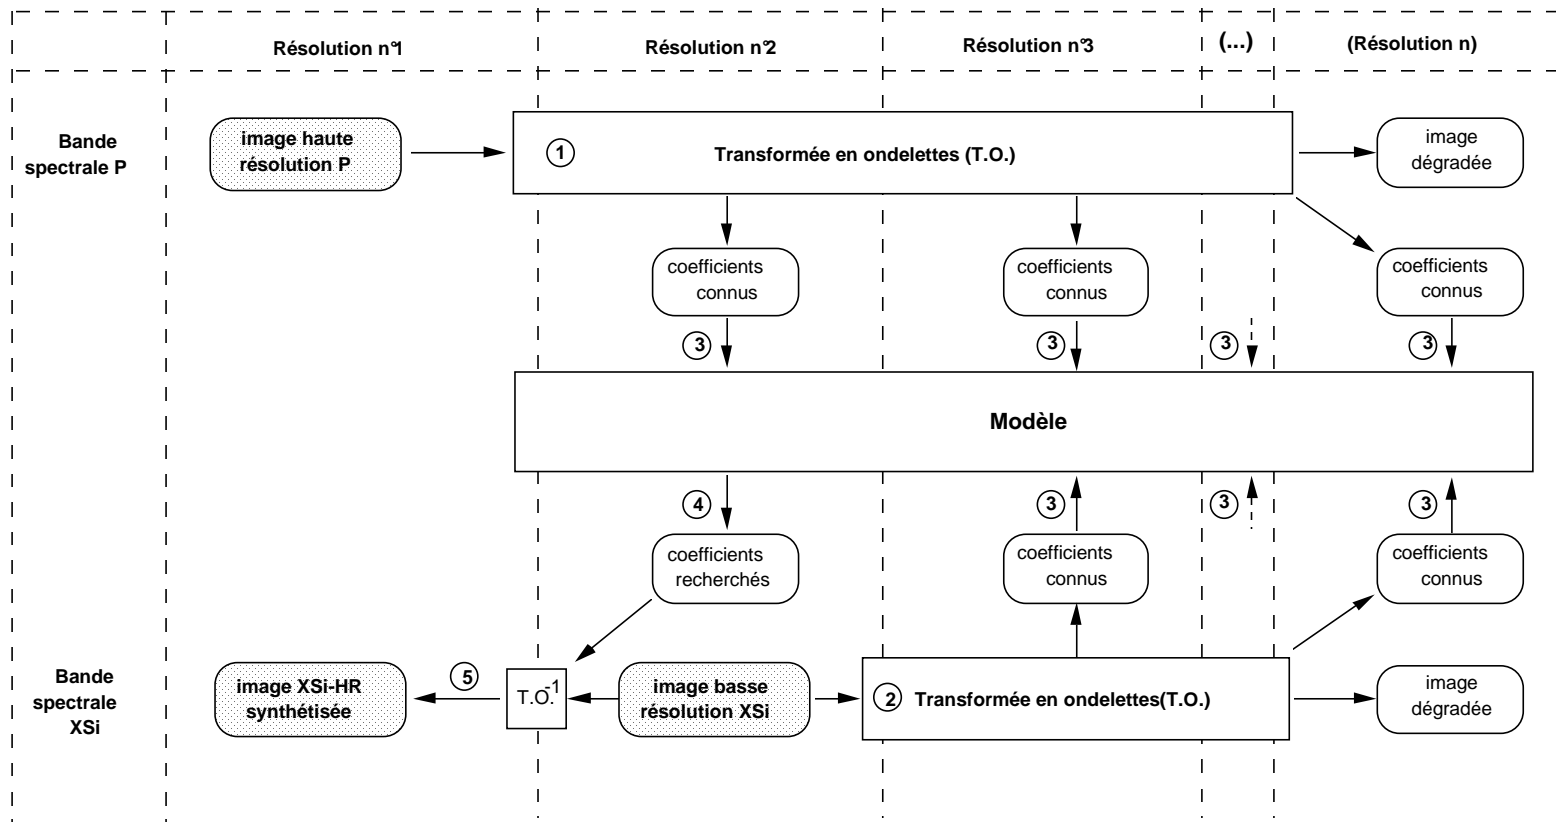 Résolution n°1
Résolution n°2
Résolution n°3
(...)
(Résolution n)
Bande
spectrale P
image haute
résolution P
1
Transformée en ondelettes (T.O.)
image
dégradée
coefficients
connus
coefficients
connus
coefficients
connus
3
3
3
3
Modèle
4
3
3
3
coefficients
recherchés
coefficients
connus
coefficients
connus
Bande
spectrale
XSi
image XSi-HR
synthétisée
5
T.O.-1
image basse
résolution XSi
2
Transformée en ondelettes(T.O.)
image
dégradée